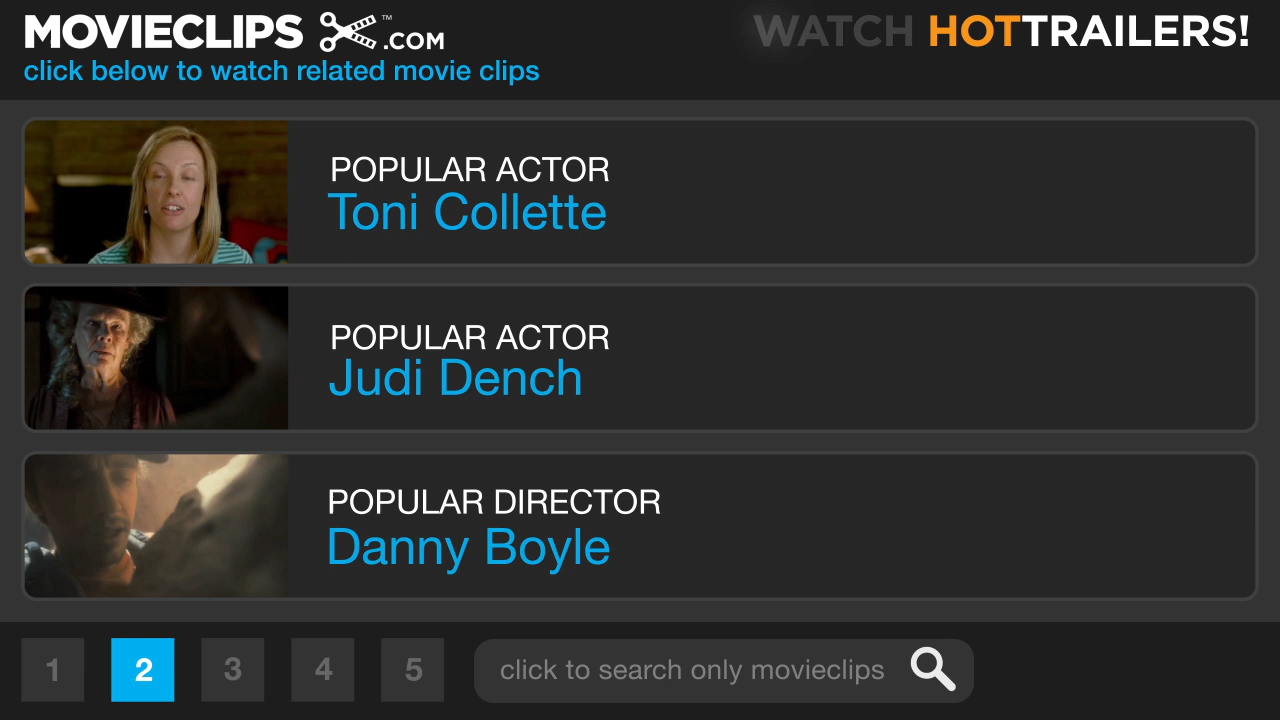 MOVIECLIPS ™ .COM
WATCH HOTTRAILERS!
click below to watch related movie clips
POPULAR ACTOR
Toni Collette
POPULAR ACTOR
Judi Dench
POPULAR DIRECTOR
Danny Boyle
1 2 3 4 5 click to search only movieclips